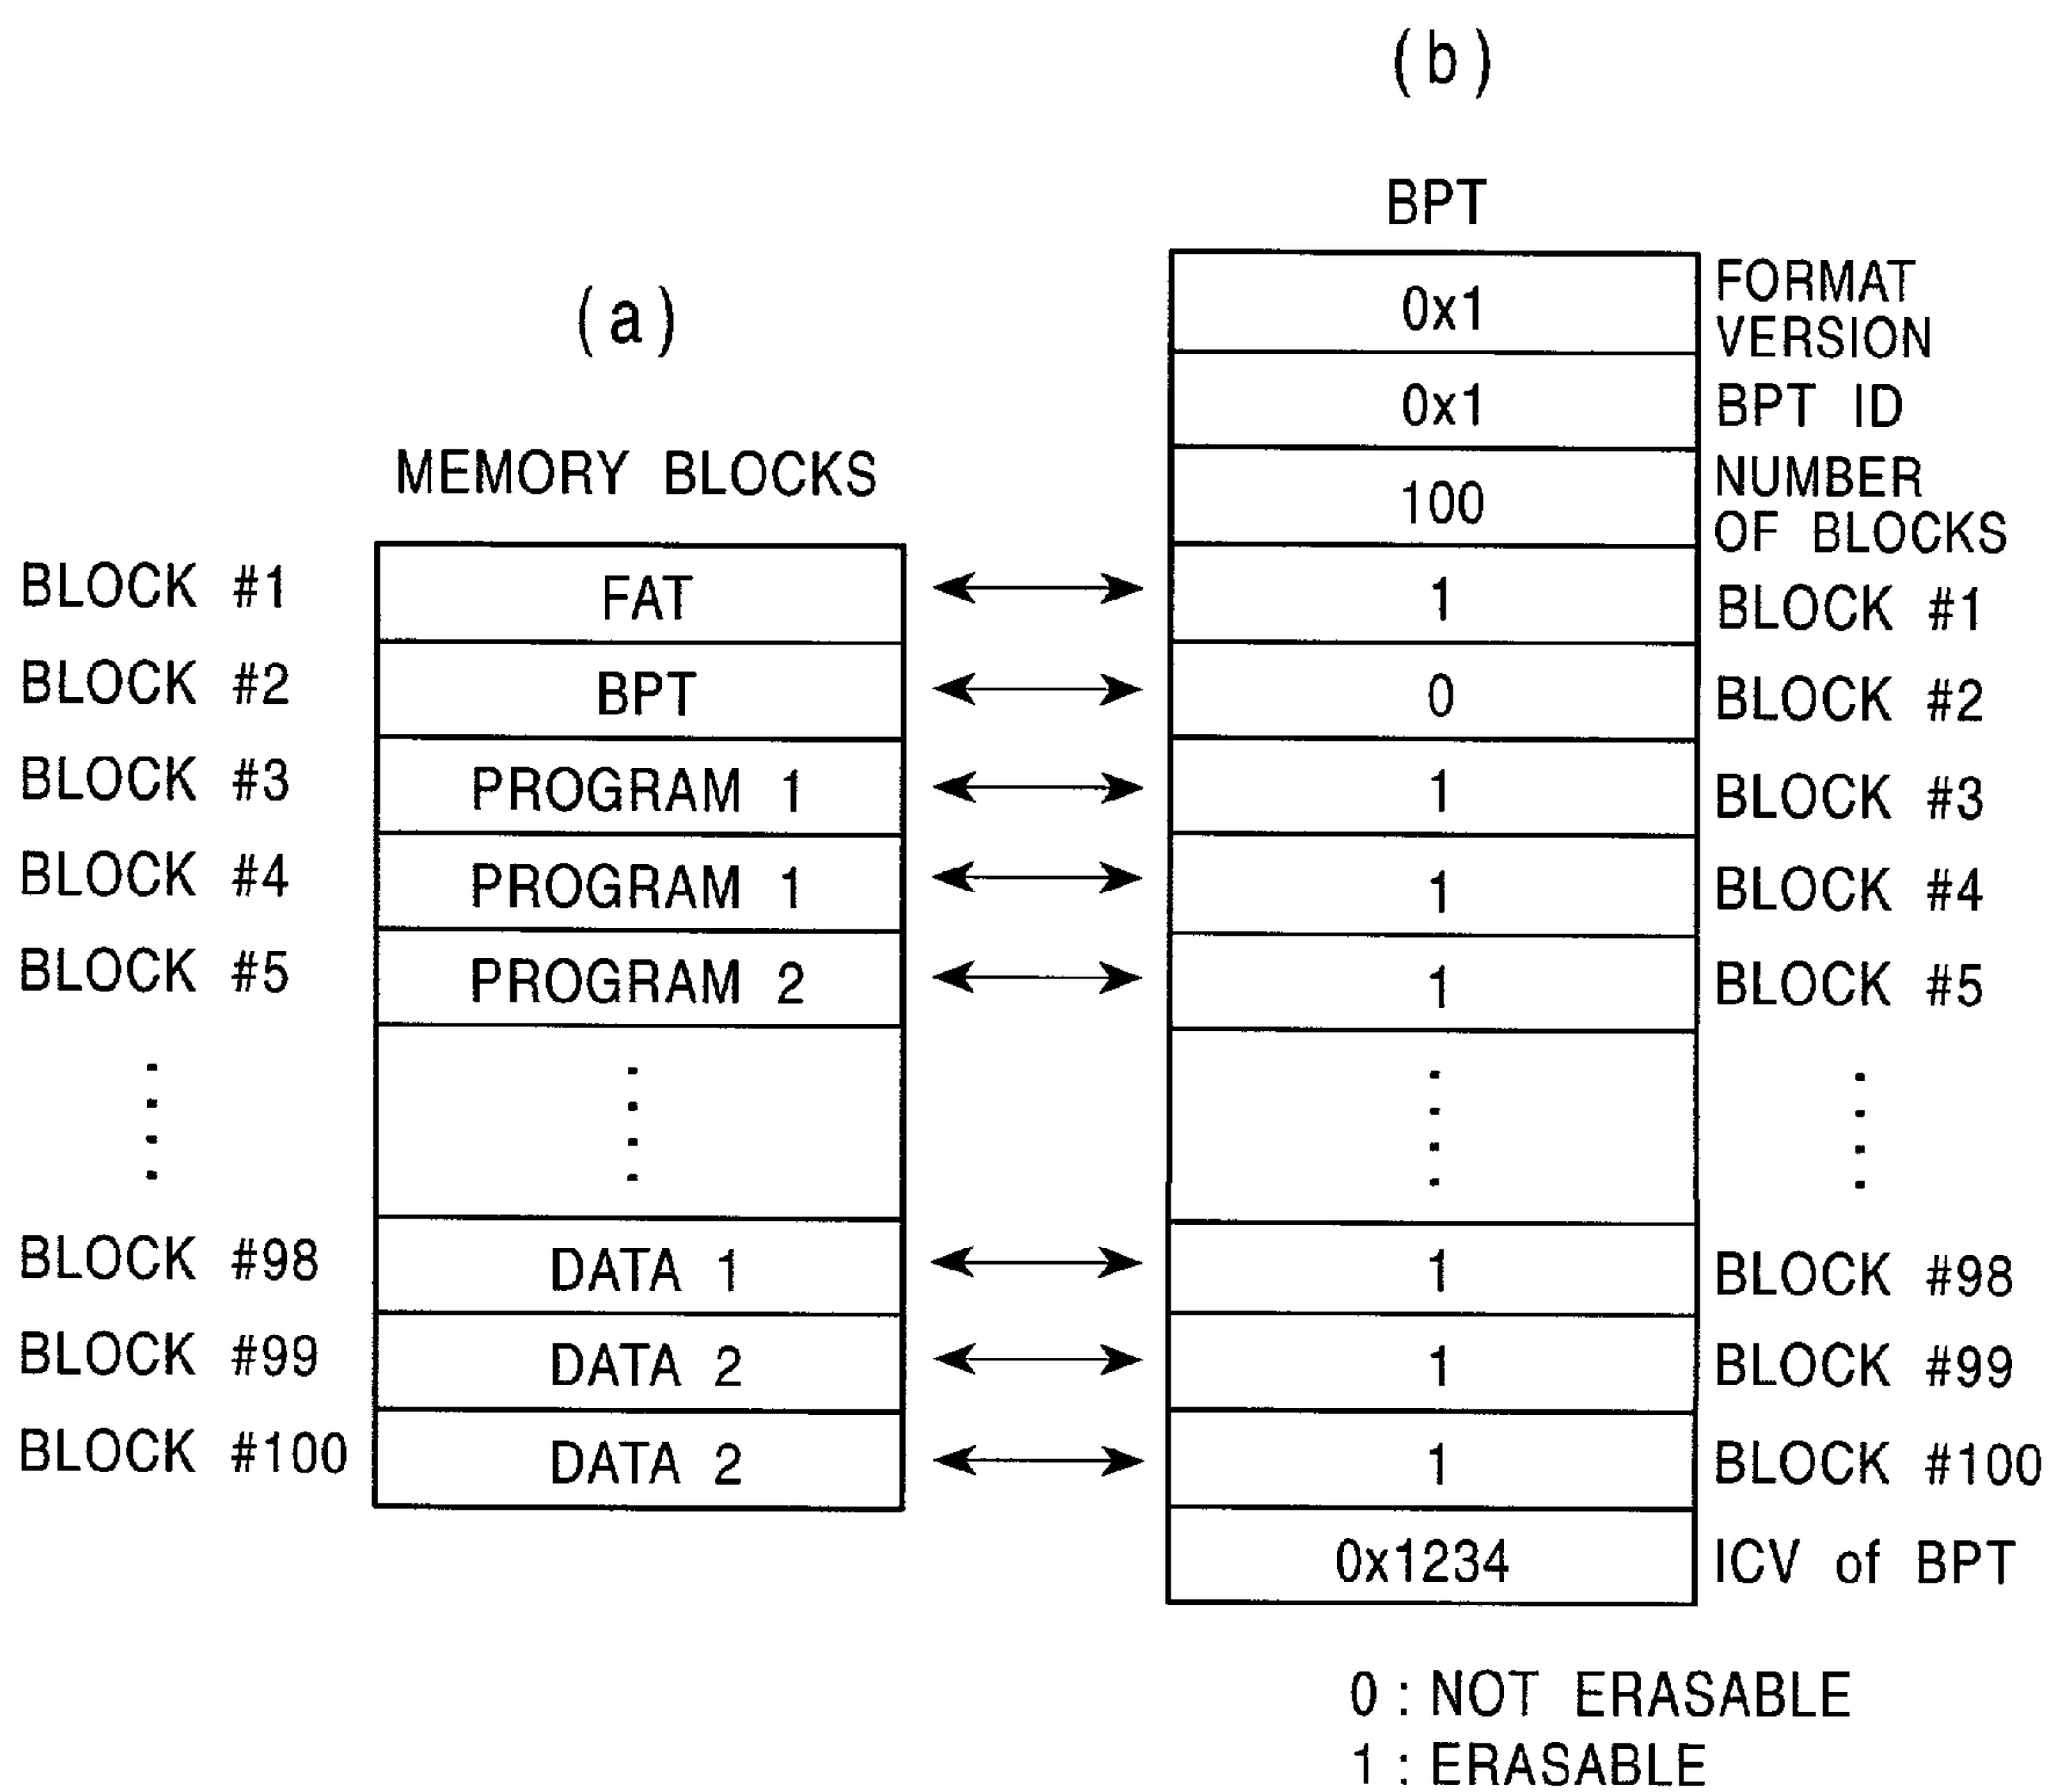 (b)
BPT
(a)
MEMORY BLOCKS
0x1 FORMAT
VERSION
0x1 BPT ID
100 NUMBER
OF BLOCKS
BLOCK #1 FAT 1 BLOCK #1
BLOCK #2 BPT 0 BLOCK #2
BLOCK #3 PROGRAM 1 1 BLOCK #3
BLOCK #4 PROGRAM 1 1 BLOCK #4
BLOCK #5 PROGRAM 2 1 BLOCK #5
BLOCK #98 DATA 1 1 BLOCK #98
BLOCK #99 DATA 2 1 BLOCK #99
BLOCK #100 DATA 2 1 BLOCK #100
0x1234 ICV of BPT
0 : NOT ERASABLE
1 : ERASABLE